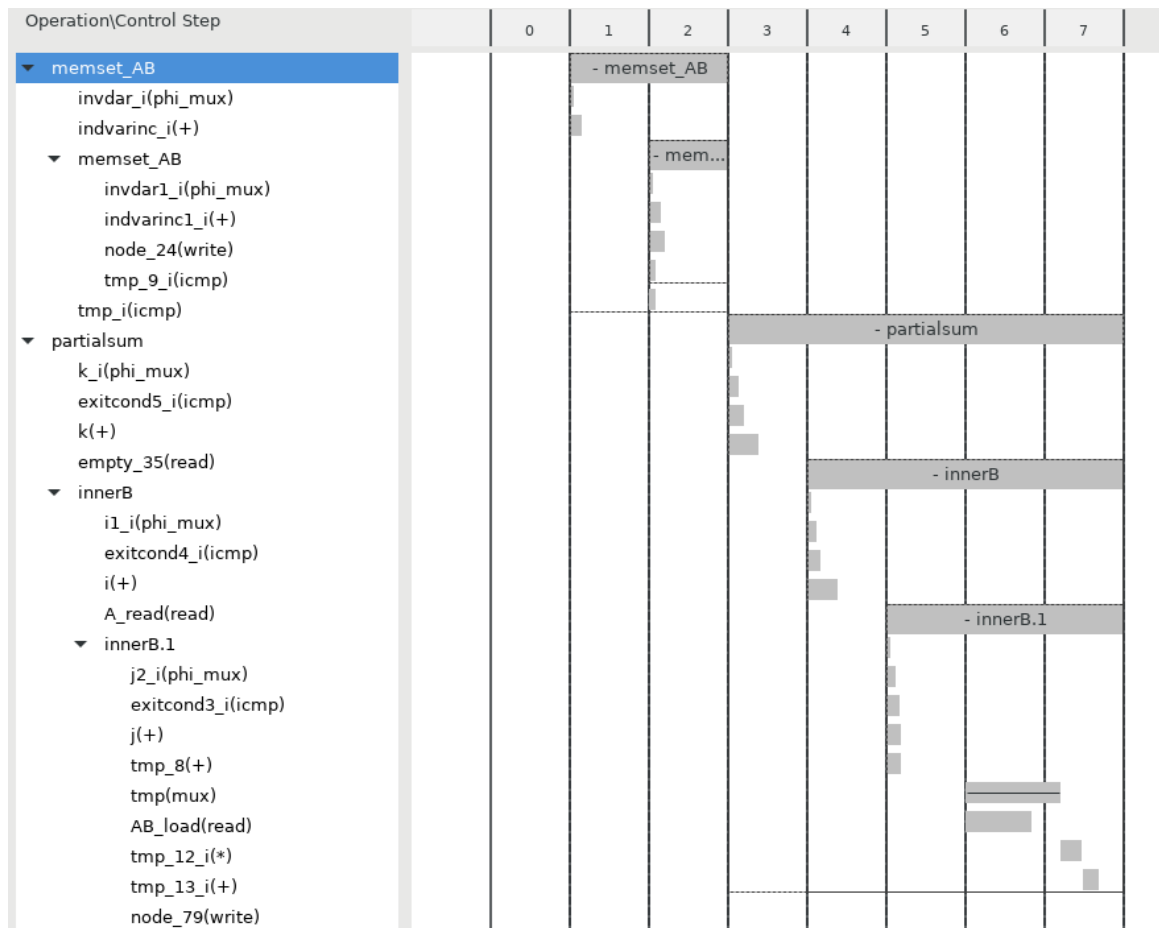 Operation\Control Step
0 1 2 3 4 5 6 7
memset_AB
- memset_AB
invdar_i(phi_mux)
indvarinc_i(+)
memset_AB
- mem...
invdar1_i(phi_mux)
indvarinc1_i(+)
node_24(write)
tmp_9_i(icmp)
tmp_i(icmp)
partialsum
- partialsum
k_i(phi_mux)
exitcond5_i(icmp)
k(+)
empty_35(read)
innerB
- innerB
i1_i(phi_mux)
exitcond4_i(icmp)
i(+)
A_read(read)
innerB.1
- innerB.1
j2_i(phi_mux)
exitcond3_i(icmp)
j(+)
tmp_8(+)
tmp(mux)
AB_load(read)
tmp_12_i(*)
tmp_13_i(+)
node_79(write)